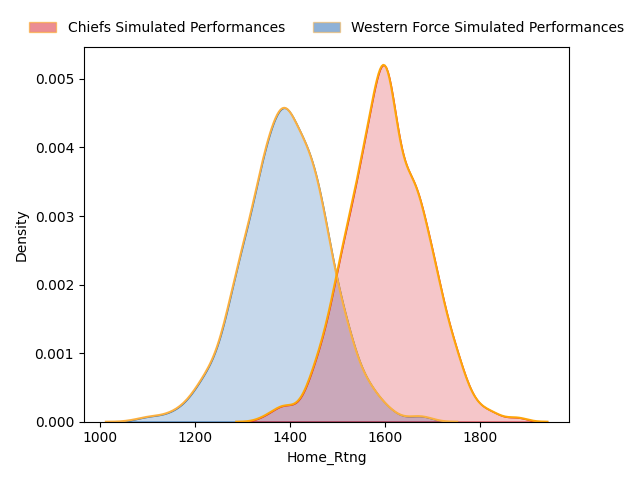 Chiefs Simulated Performances Western Force Simulated Performances
0.005
0.004
0.003
0.002
0.001
0.000
Density
1000 1200 1400 1600 1800
Home_Rtng